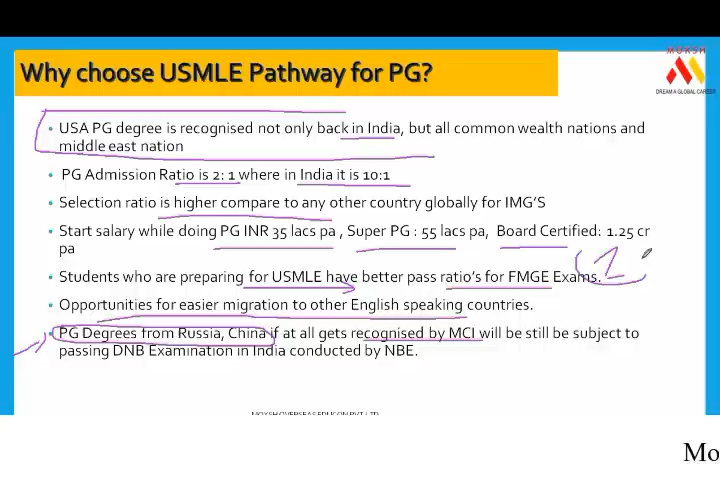 MOKSH
DREAM A GLOBAL CAREER
Why choose USMLE Pathway for PG?
• USA PG degree is recognised not only back in India, but all common wealth nations and
middle east nation
• PG Admission Ratio is 2: 1 where in India it is 10:1
• Selection ratio is higher compare to any other country globally for IMG'S
• Start salary while doing PG INR 35 lacs pa , Super PG : 55 lacs pa, Board Certified: 1.25 cr
pa
• Students who are preparing for USMLE have better pass ratio's for FMGE Exams.
1
• Opportunities for easier migration to other English speaking countries.
• PG Degrees from Russia, China if at all gets recognised by MCI will be still be subject to
passing DNB Examination in India conducted by NBE.
MOKSH OVERSEAS EDUCON PVT LTD
Mo